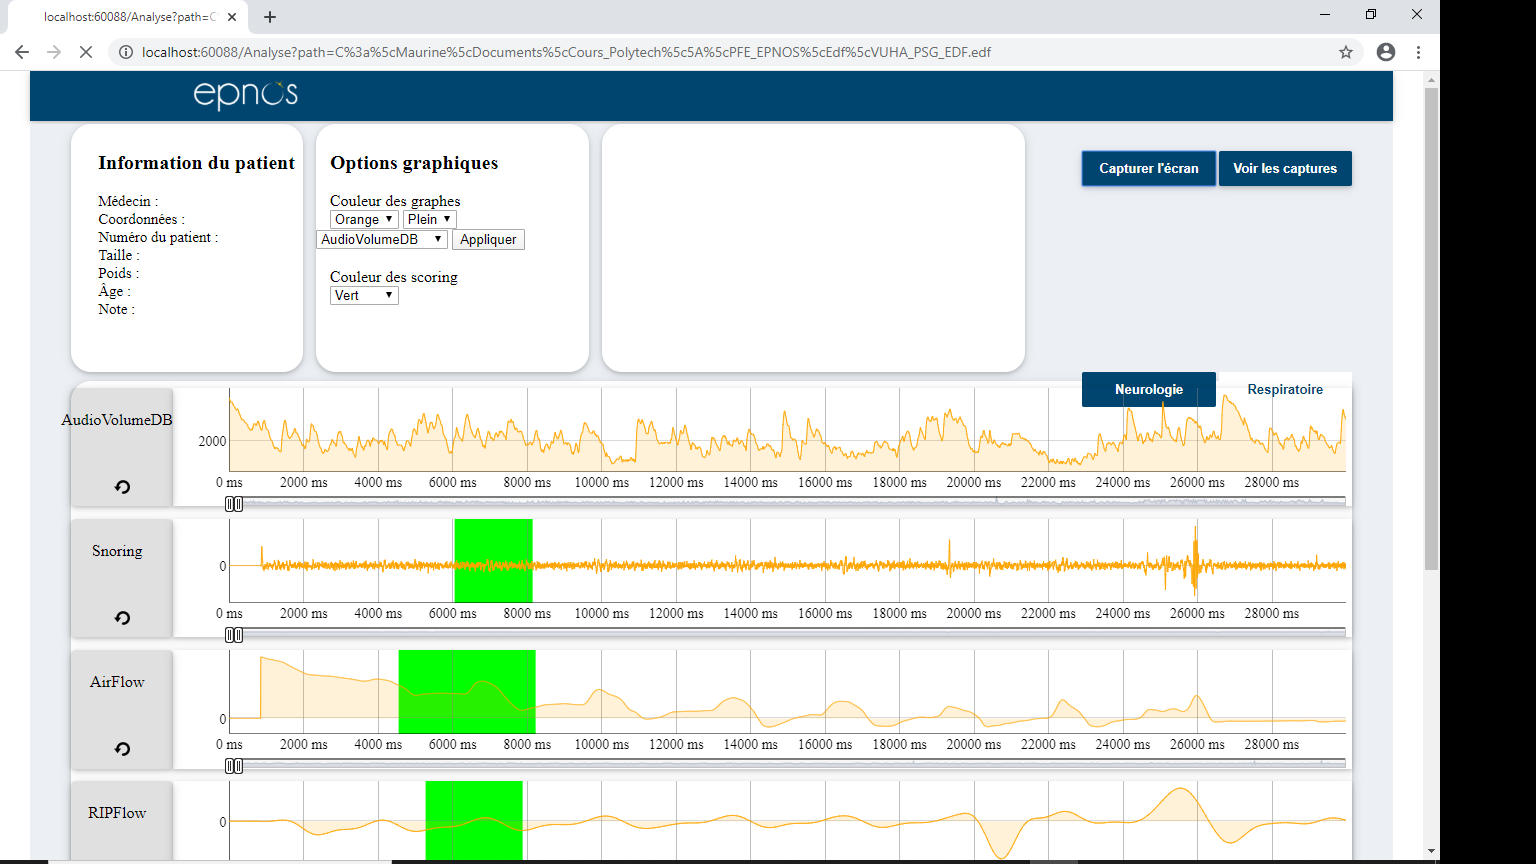 localhost:60088/Analyse?path=C
localhost:60088/Analyse?path=C%3a%5cMaurine%5cDocuments%5cCours_Polytech%5c5A%5cPFE_EPNOS%5cEdf%5cVUHA_PSG_EDF.edf
epnos
Information du patient
Médecin :
Coordonnées :
Numéro du patient :
Taille :
Poids :
Âge :
Note :
Options graphiques
Couleur des graphes
Orange Plein
AudioVolumeDB Appliquer
Couleur des scoring
Vert
Capturer l'écran Voir les captures
Neurologie Respiratoire
AudioVolumeDB
2000
0 ms 2000 ms 4000 ms 6000 ms 8000 ms 10000 ms 12000 ms 14000 ms 16000 ms 18000 ms 20000 ms 22000 ms 24000 ms 26000 ms 28000 ms
Snoring
0
0 ms 2000 ms 4000 ms 6000 ms 8000 ms 10000 ms 12000 ms 14000 ms 16000 ms 18000 ms 20000 ms 22000 ms 24000 ms 26000 ms 28000 ms
AirFlow
0
0 ms 2000 ms 4000 ms 6000 ms 8000 ms 10000 ms 12000 ms 14000 ms 16000 ms 18000 ms 20000 ms 22000 ms 24000 ms 26000 ms 28000 ms
RIPFlow
0